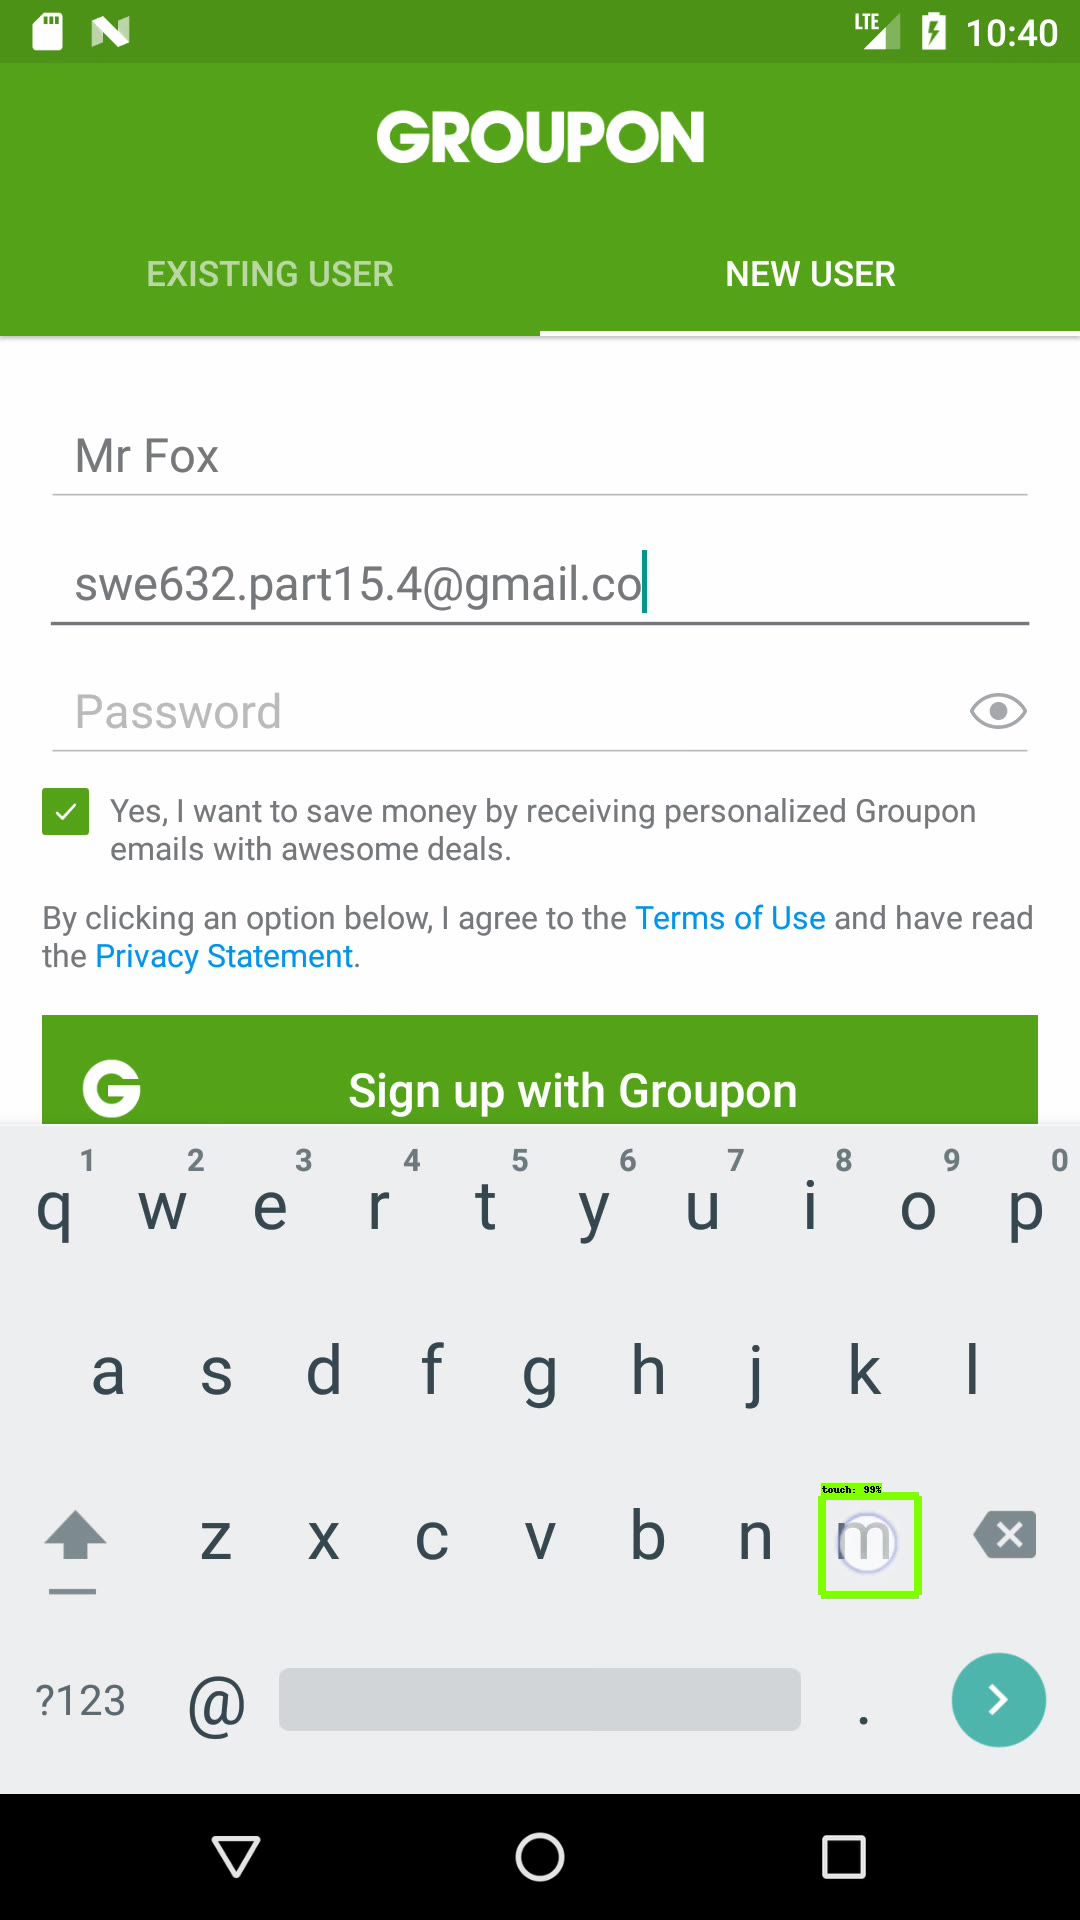 LTE 10:40
GROUPON
EXISTING USER NEW USER
Mr Fox
swe632.part15.4@gmail.co
Password
Yes, I want to save money by receiving personalized Groupon
emails with awesome deals.
By clicking an option below, I agree to the Terms of Use and have read
the Privacy Statement.
G Sign up with Groupon
1 2 3 4 5 6 7 8 9 0
q w e r t y u i o p
a s d f g h j k l
touch: 99%
z x c v b n m
?123 @ .